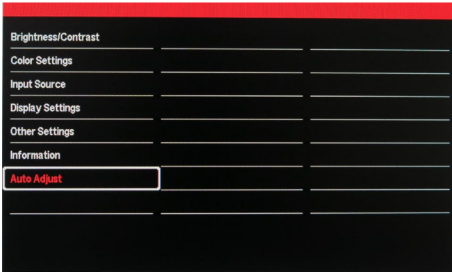 Brightness/Contrast
Color Settings
Input Source
Display Settings
Other Settings
Information
Auto Adjust